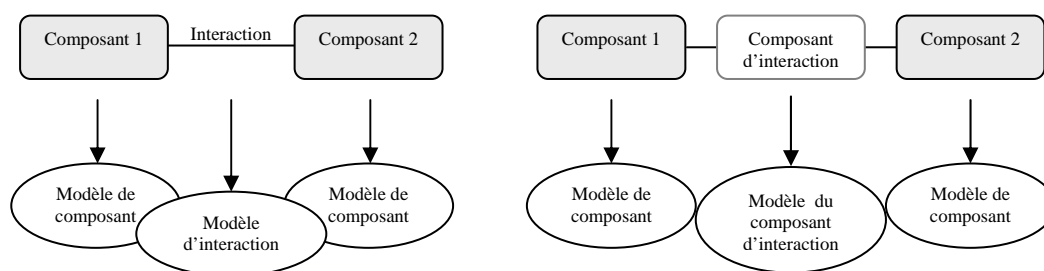 Composant 1
Interaction
Composant 2
Modèle de
composant
Modèle
d'interaction
Modèle de
composant
Composant 1
Composant
d'interaction
Composant 2
Modèle de
composant
Modèle du
composant
d'interaction
Modèle de
composant